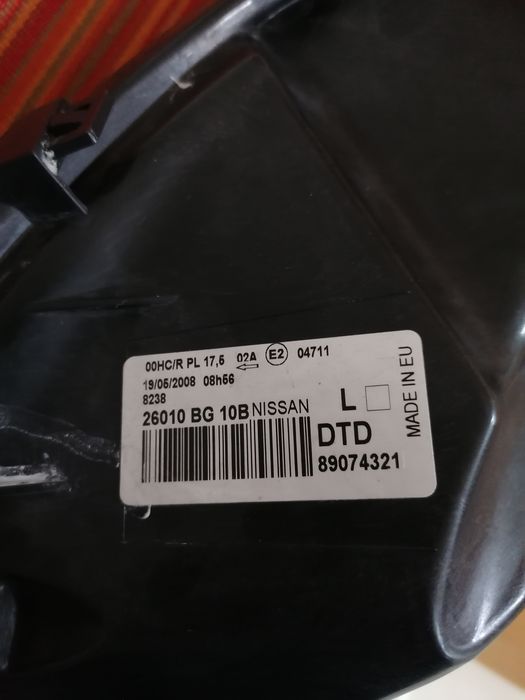 00HC/R PL 17,5 02A E2 04711
19/05/2008 08h56
8238
26010 BG 10B NISSAN L
DTD
89074321
MADE IN EU